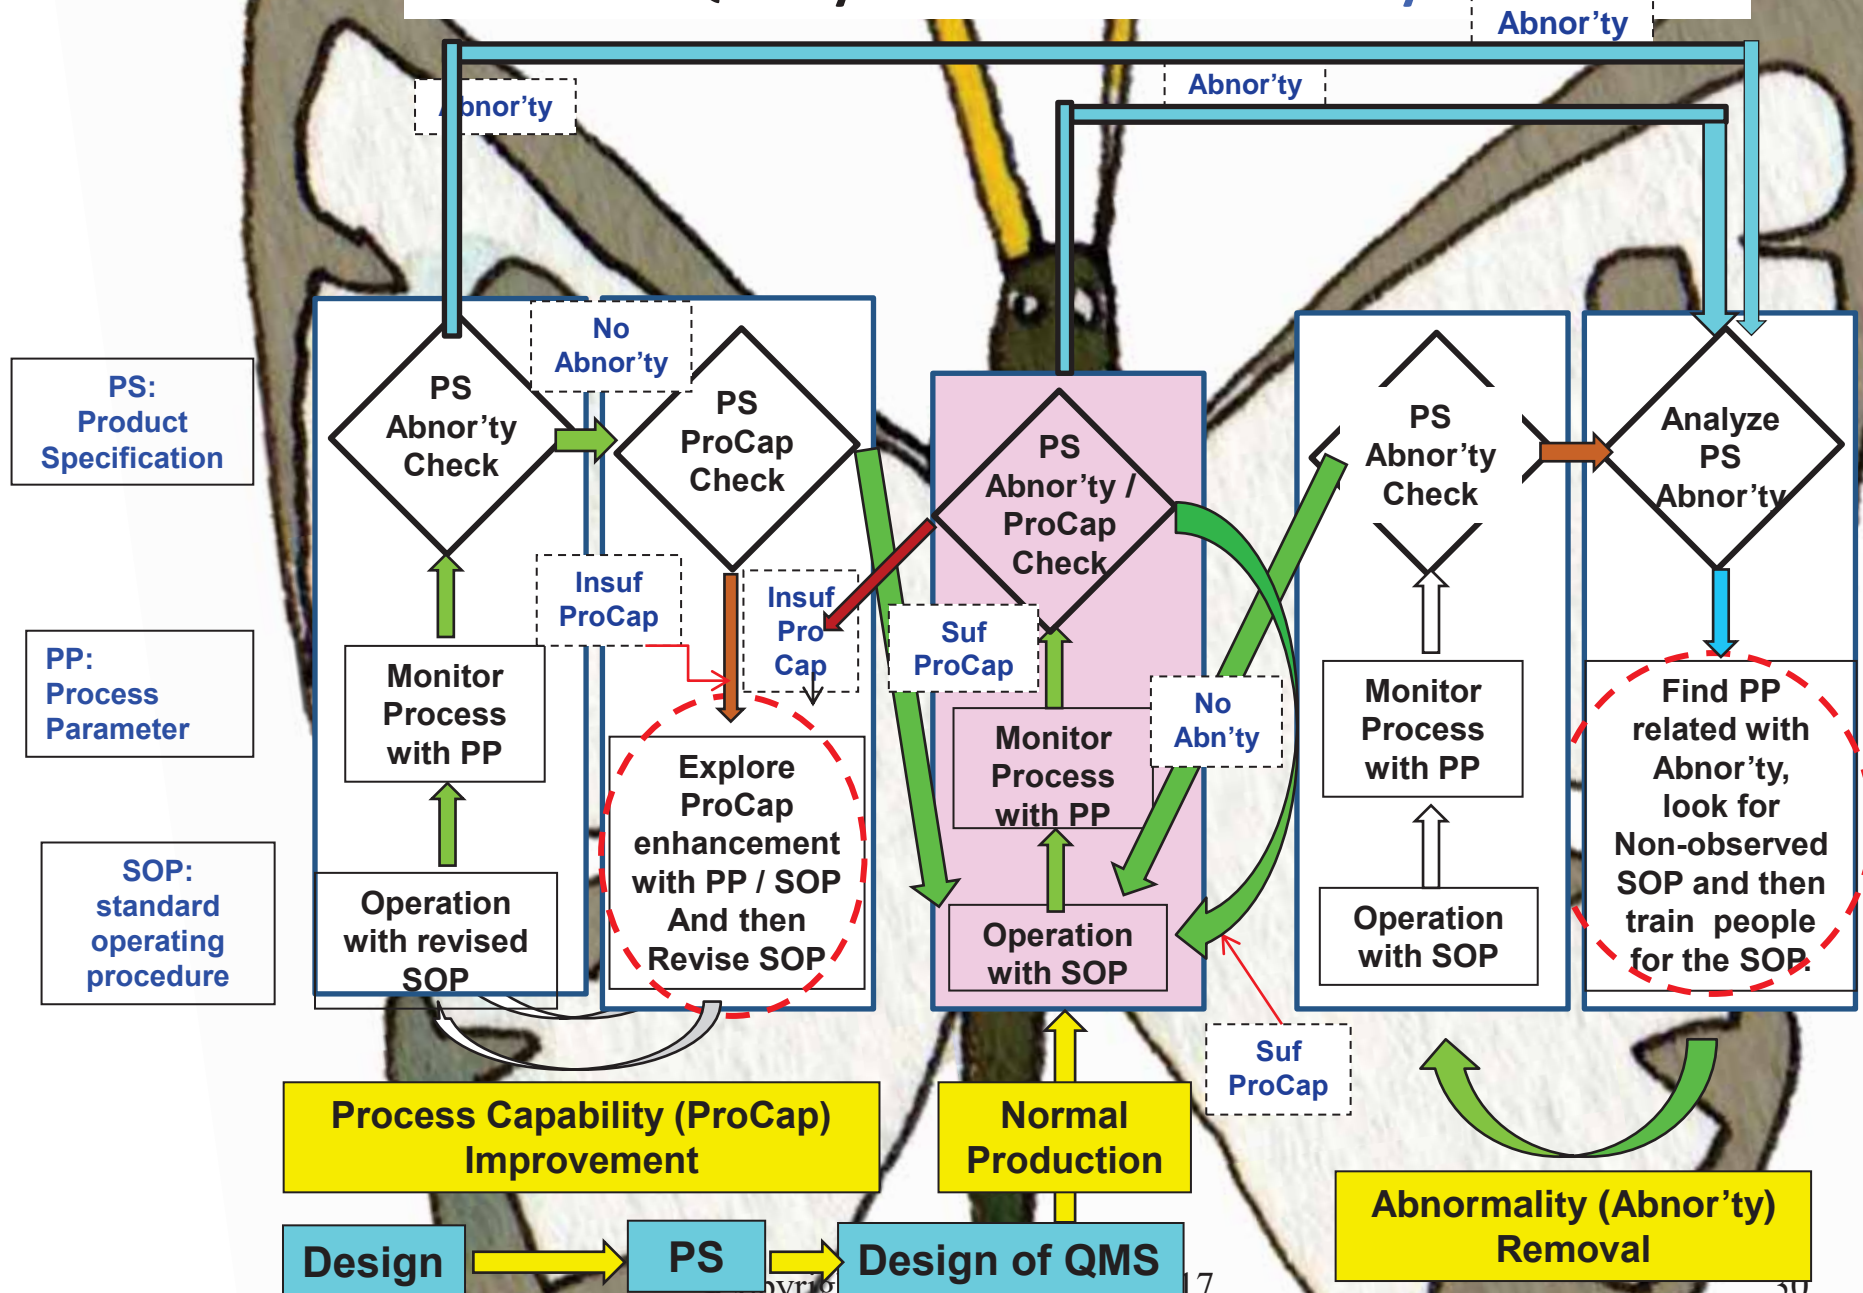 Abnor’ty
Abnor’ty
Abnor’ty
No
Abnor’ty
PS:
Product
Specification
PS
Abnor’ty
Check
PS
ProCap
Check
PS
Abnor’ty /
ProCap
Check
PS
Abnor’ty
Check
Analyze
PS
Abnor’ty
Insuf
ProCap
Insuf
Pro
Cap
Suf
ProCap
No
Abn’ty
PP:
Process
Parameter
Monitor
Process
with PP
Explore
ProCap
enhancement
with PP / SOP
And then
Revise SOP
Monitor
Process
with PP
Monitor
Process
with PP
Find PP
related with
Abnor’ty,
look for
Non-observed
SOP and then
train people
for the SOP.
SOP:
standard
operating
procedure
Operation
with revised
SOP
Operation
with SOP
Operation
with SOP
Suf
ProCap
Process Capability (ProCap)
Improvement
Normal
Production
Abnormality (Abnor’ty)
Removal
Design
PS
Design of QMS